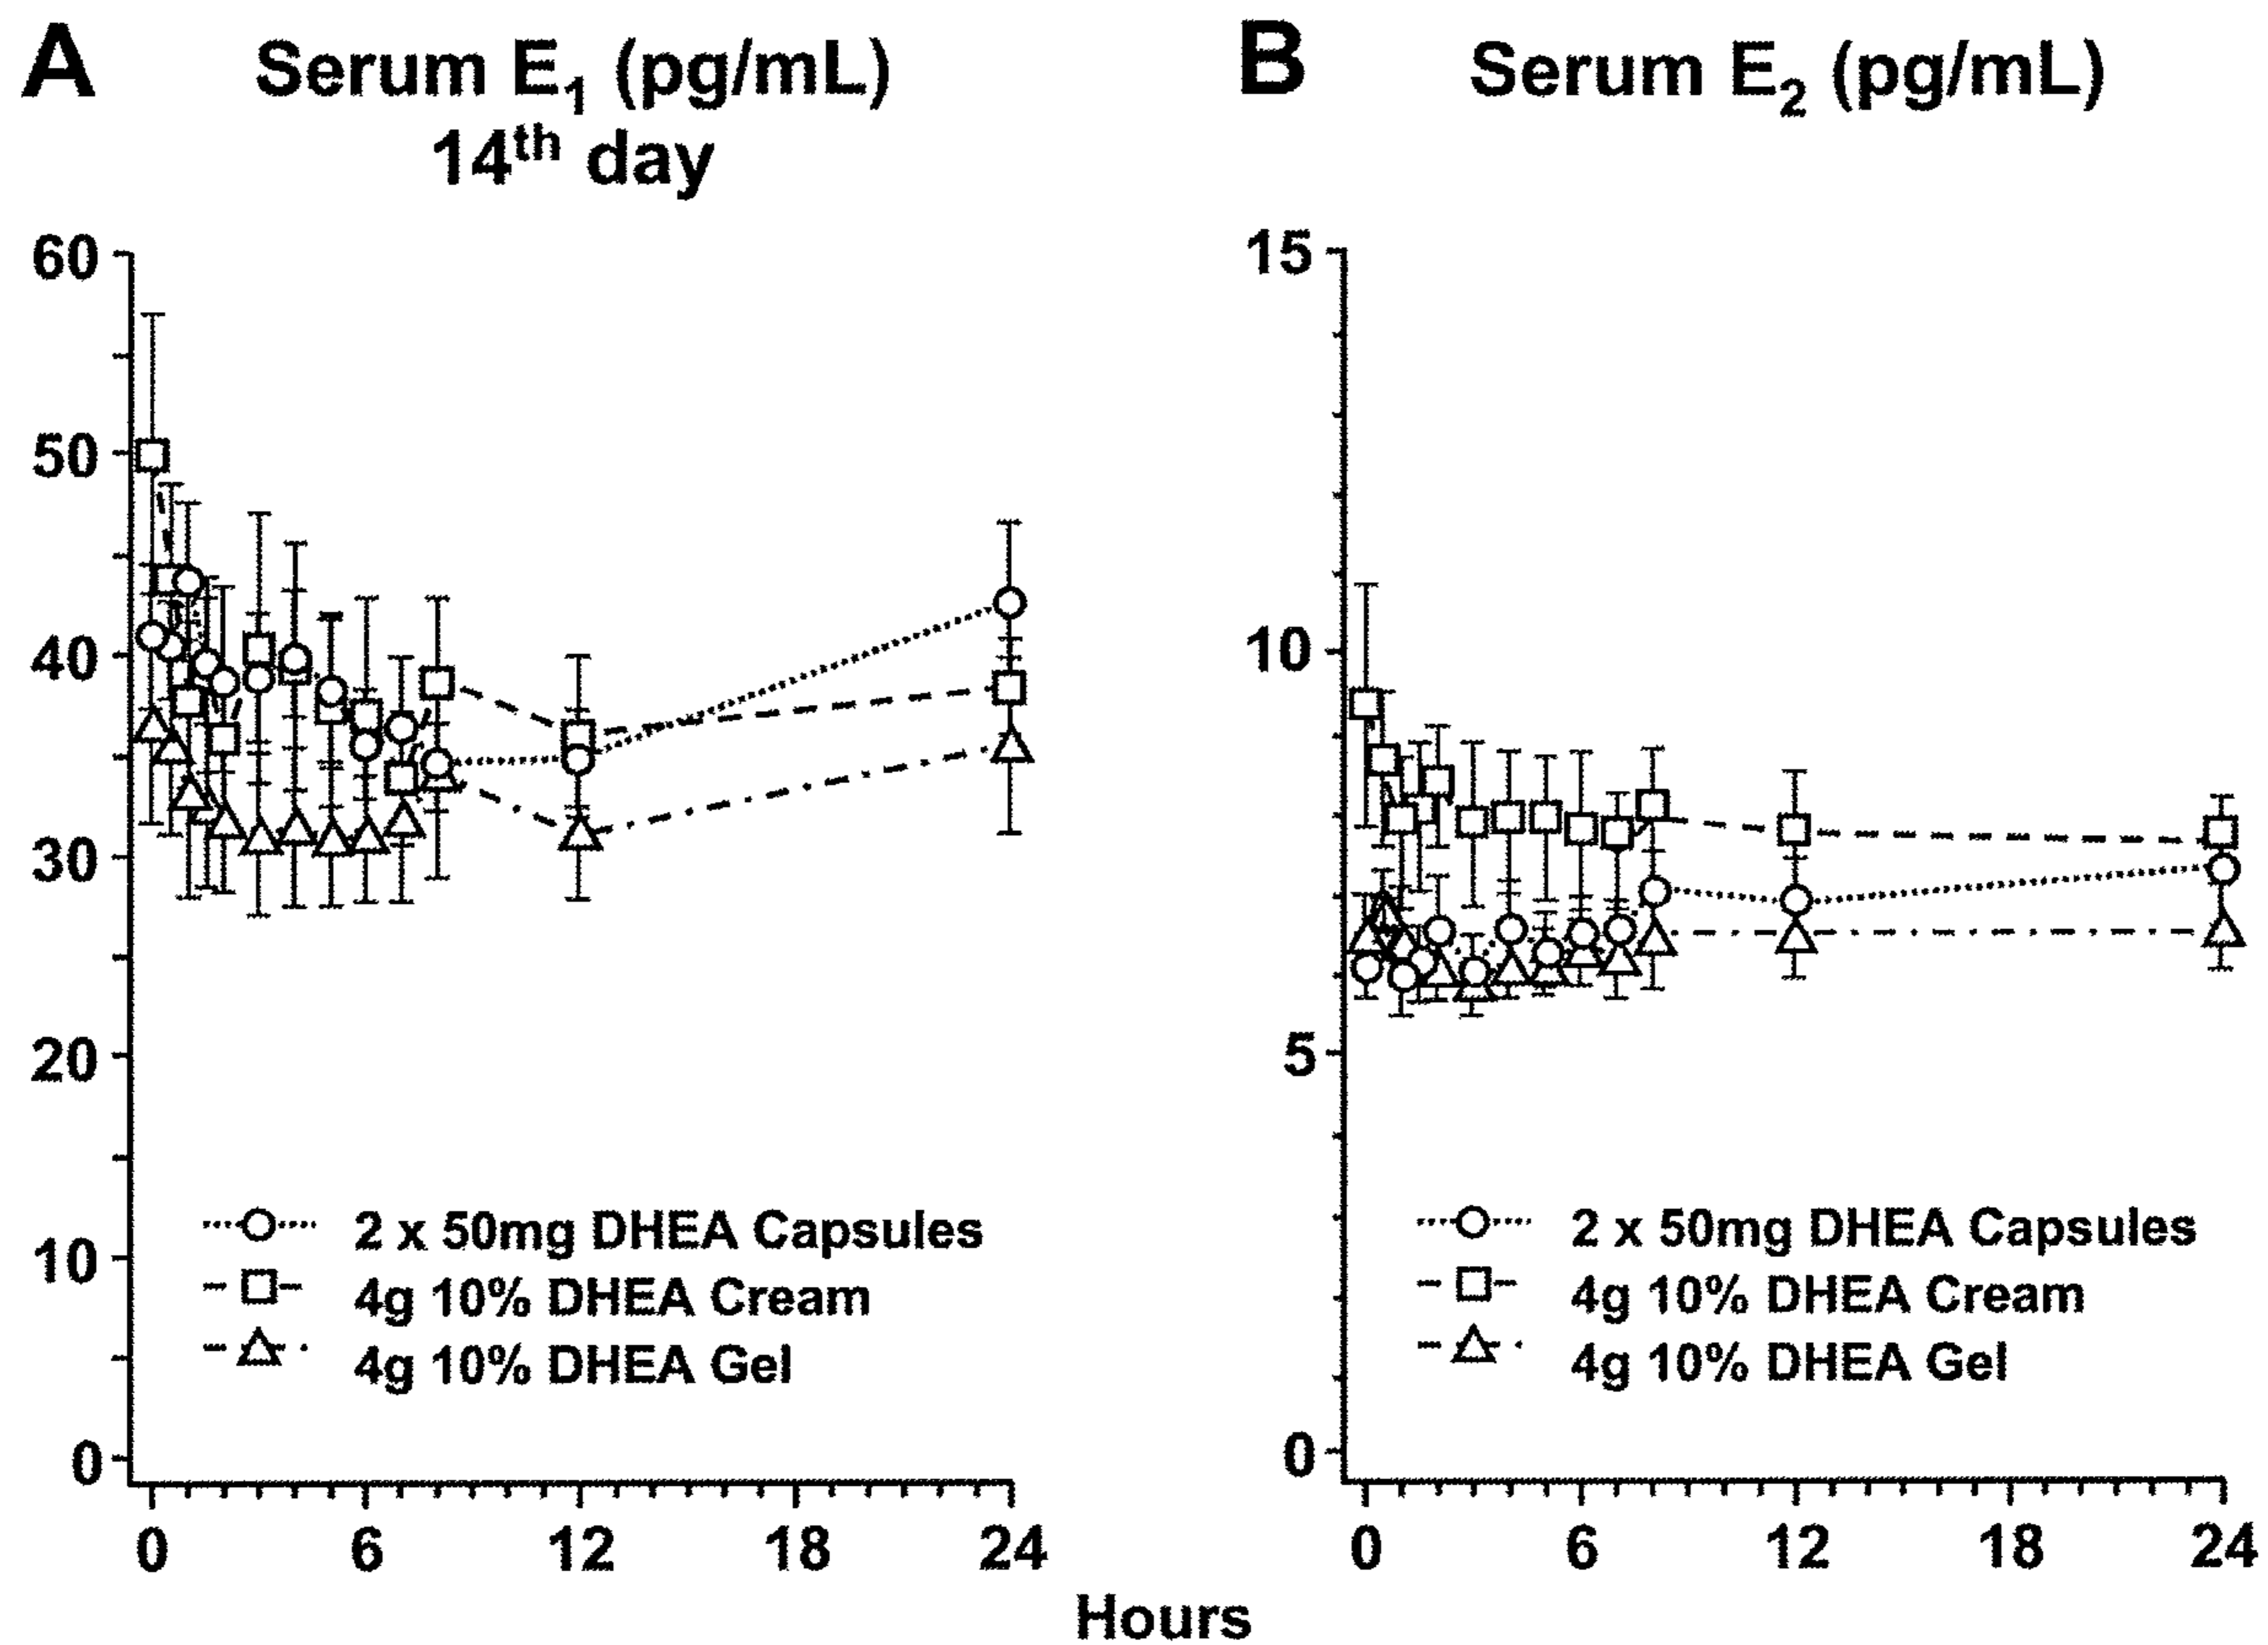 A Serum E1 (pg/mL)
14th day
60
50
40
30
20
10
0
2 x 50mg DHEA Capsules
4g 10% DHEA Cream
4g 10% DHEA Gel
0 6 12 18 24
B Serum E2 (pg/mL)
15
10
5
0
2 x 50mg DHEA Capsules
4g 10% DHEA Cream
4g 10% DHEA Gel
0 6 12 18 24
Hours